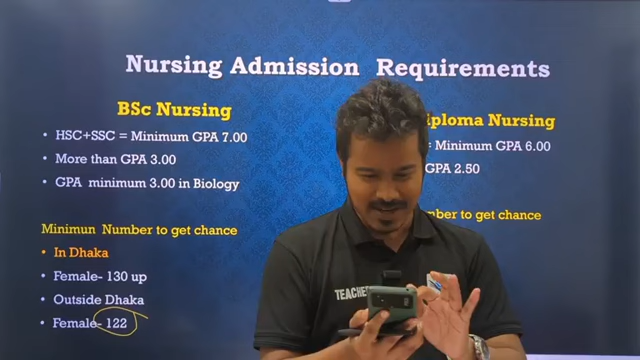 Nursing Admission Requirements
BSc Nursing
• HSC+SSC = Minimum GPA 7.00
• More than GPA 3.00
• GPA minimum 3.00 in Biology
Minimun Number to get chance
• In Dhaka
• Female- 130 up
• Outside Dhaka
• Female- 122
iploma Nursing
= Minimum GPA 6.00
GPA 2.50
mber to get chance
TEACHE